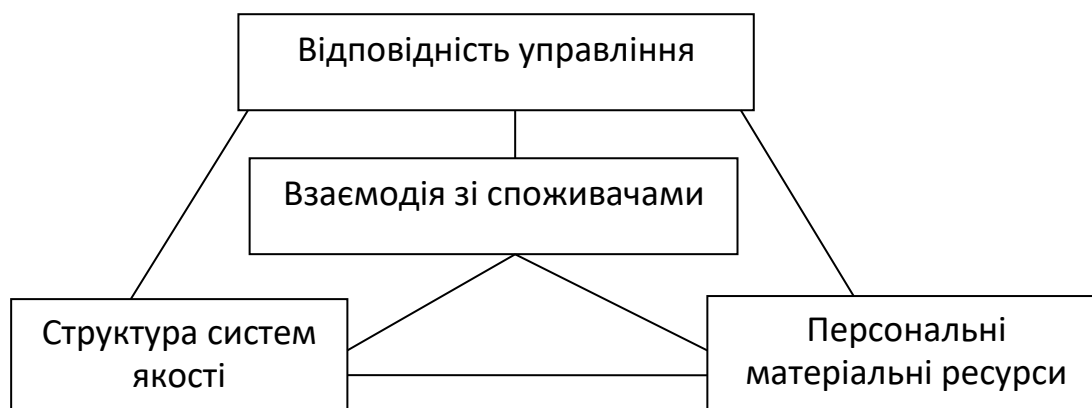 Відповідність управління
Взаємодія зі споживачами
Структура систем
якості
Персональні
матеріальні ресурси